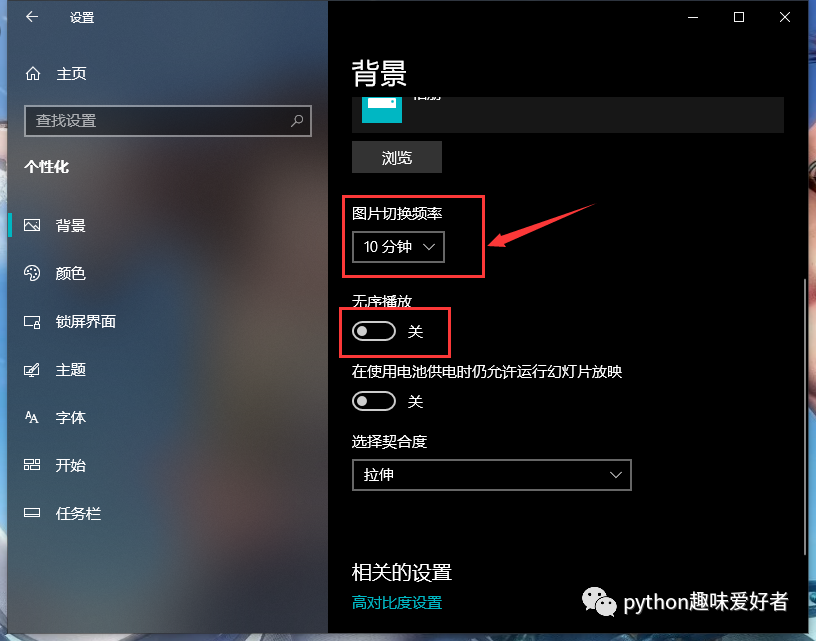 设置
主页
查找设置
个性化
背景
颜色
锁屏界面
主题
字体
开始
任务栏
背景
浏览
图片切换频率
10 分钟
无序播放
关
在使用电池供电时仍允许运行幻灯片放映
关
选择契合度
拉伸
相关的设置
高对比度设置
python趣味爱好者